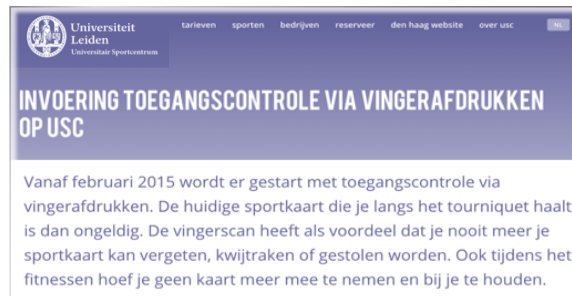 Universiteit
Leiden
Universitair Sportcentrum
tarieven sporten bedrijven reserveer den haag website over usc NL
INVOERING TOEGANGSCONTROLE VIA VINGERAFDRUKKEN
OP USC
Vanaf februari 2015 wordt er gestart met toegangscontrole via
vingerafdrukken. De huidige sportkaart die je langs het tourniquet haalt
is dan ongeldig. De vingerscan heeft als voordeel dat je nooit meer je
sportkaart kan vergeten, kwijtraken of gestolen worden. Ook tijdens het
fitnessen hoef je geen kaart meer mee te nemen en bij je te houden.